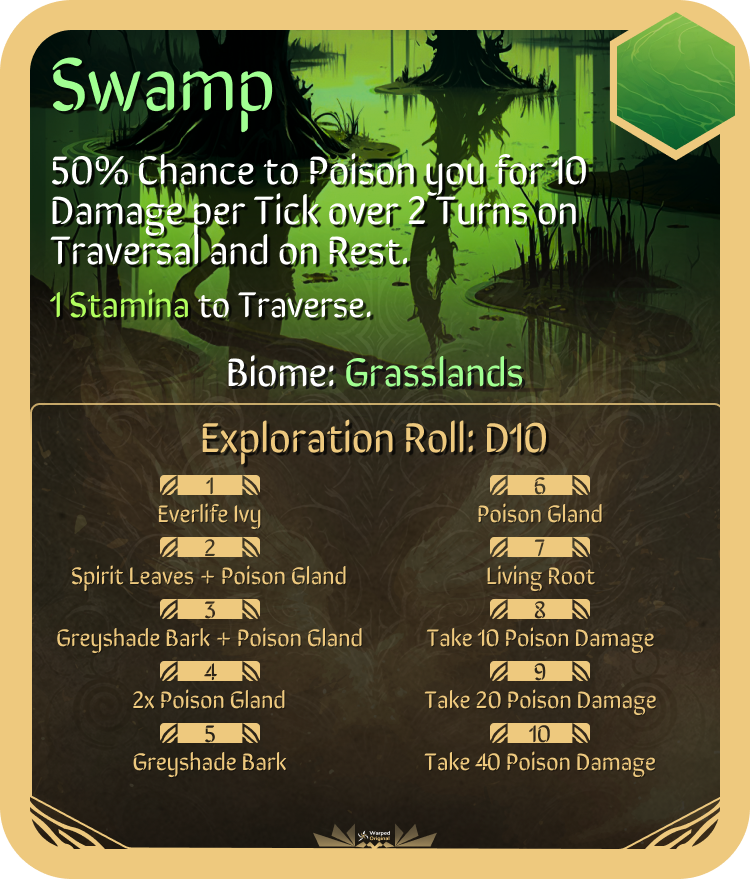 Swamp
50% Chance to Poison you for 10
Damage per Tick over 2 Turns on
Traversal and on Rest.
1 Stamina to Traverse.
Biome: Grasslands
Exploration Roll: D10
1
Everlife Ivy
2
Spirit Leaves + Poison Gland
3
Greyshade Bark + Poison Gland
4
2x Poison Gland
5
Greyshade Bark
6
Poison Gland
7
Living Root
8
Take 10 Poison Damage
9
Take 20 Poison Damage
10
Take 40 Poison Damage
Warped
Original